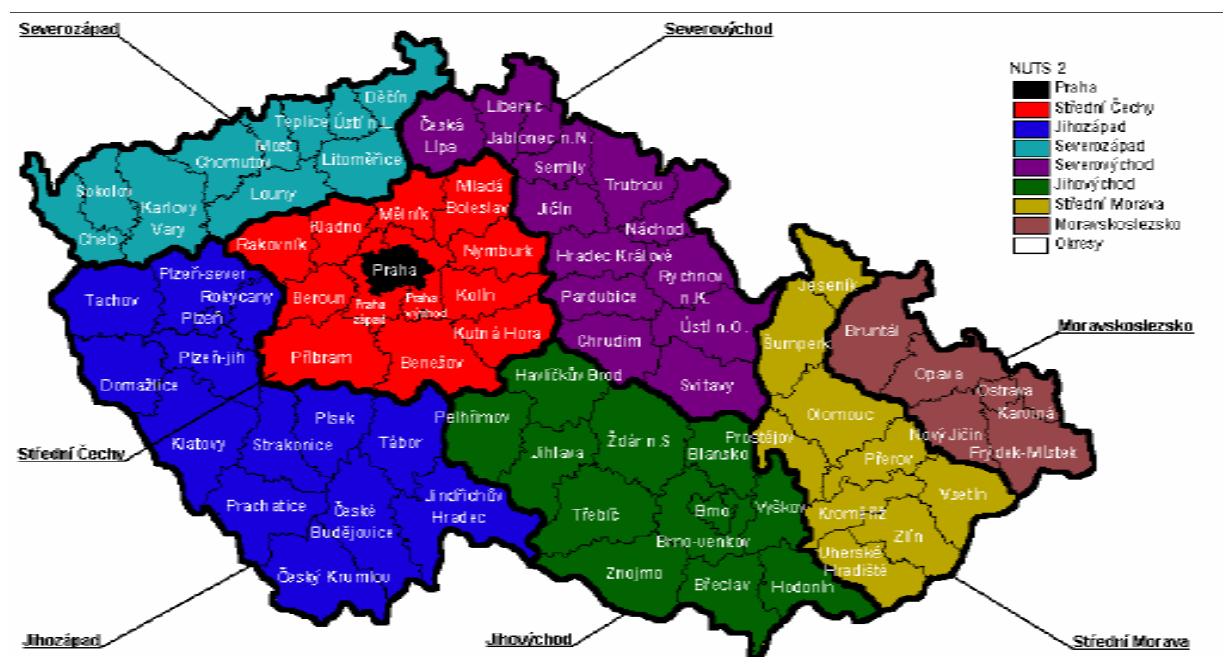 Severozápad
Severovýchod
NUTS 2
Praha
Střední Čechy
Jihozápad
Severozápad
Severovýchod
Jihovýchod
Střední Morava
Moravskoslezsko
Okresy
Děčín
Teplice
Ústí n.L.
Most
Chomutov
Litoměřice
Louny
Sokolov
Karlovy
Vary
Cheb
Liberec
Česká
Lípa
Jablonec n.N.
Semily
Trutnov
Jičín
Náchod
Hradec Králové
Rychnov
n.K.
Pardubice
Ústí n.O.
Chrudim
Svitavy
Mladá
Boleslav
Mělník
Kladno
Rakovník
Nymburk
Praha
Beroun
Praha
západ
Praha
východ
Kolín
Kutná Hora
Příbram
Benešov
Plzeň-sever
Tachov
Rokycany
Plzeň
Plzeň-jih
Domažlice
Klatovy
Písek
Strakonice
Tábor
Prachatice
České
Budějovice
Jindřichův
Hradec
Český Krumlov
Havlíčkův Brod
Pelhřimov
Jihlava
Žďár n.S
Blansko
Třebíč
Brno
Vyškov
Brno-venkov
Znojmo
Břeclav
Hodonín
Jeseník
Šumperk
Olomouc
Prostějov
Přerov
Kroměříž
Vsetín
Zlín
Uherské
Hradiště
Bruntál
Opava
Ostrava
Karviná
Nový Jičín
Frýdek-Místek
Moravskoslezsko
Střední Čechy
Jihozápad
Jihovýchod
Střední Morava